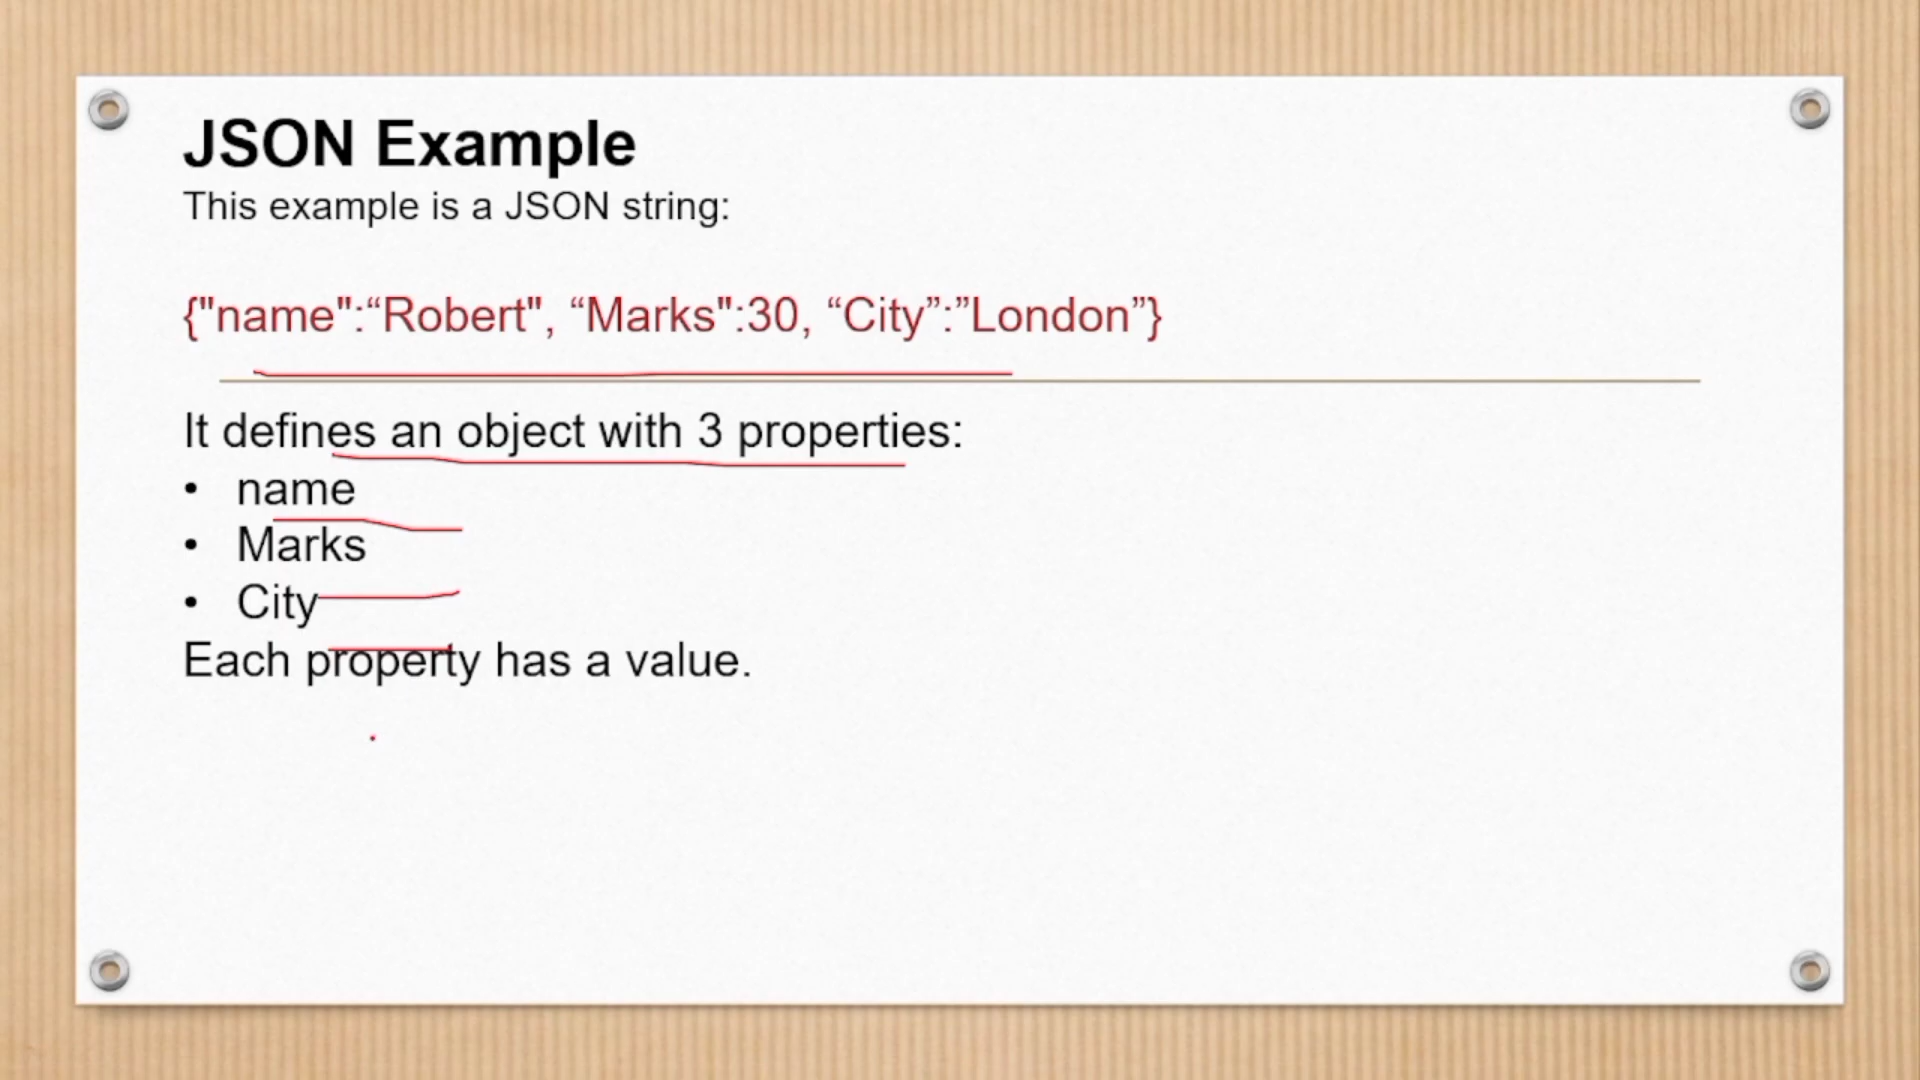 JSON Example
This example is a JSON string:
{"name":“Robert", “Marks":30, “City”:”London”}
It defines an object with 3 properties:
• name
• Marks
• City
Each property has a value.